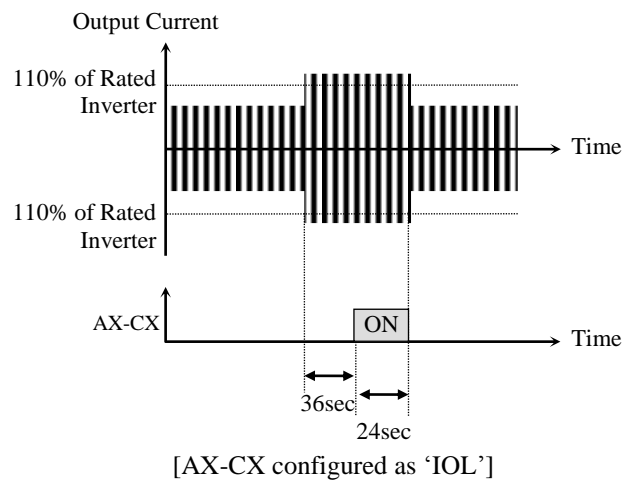 Output Current
110% of Rated
Inverter
Time
110% of Rated
Inverter
AX-CX
ON
Time
36sec
24sec
[AX-CX configured as ‘IOL’]